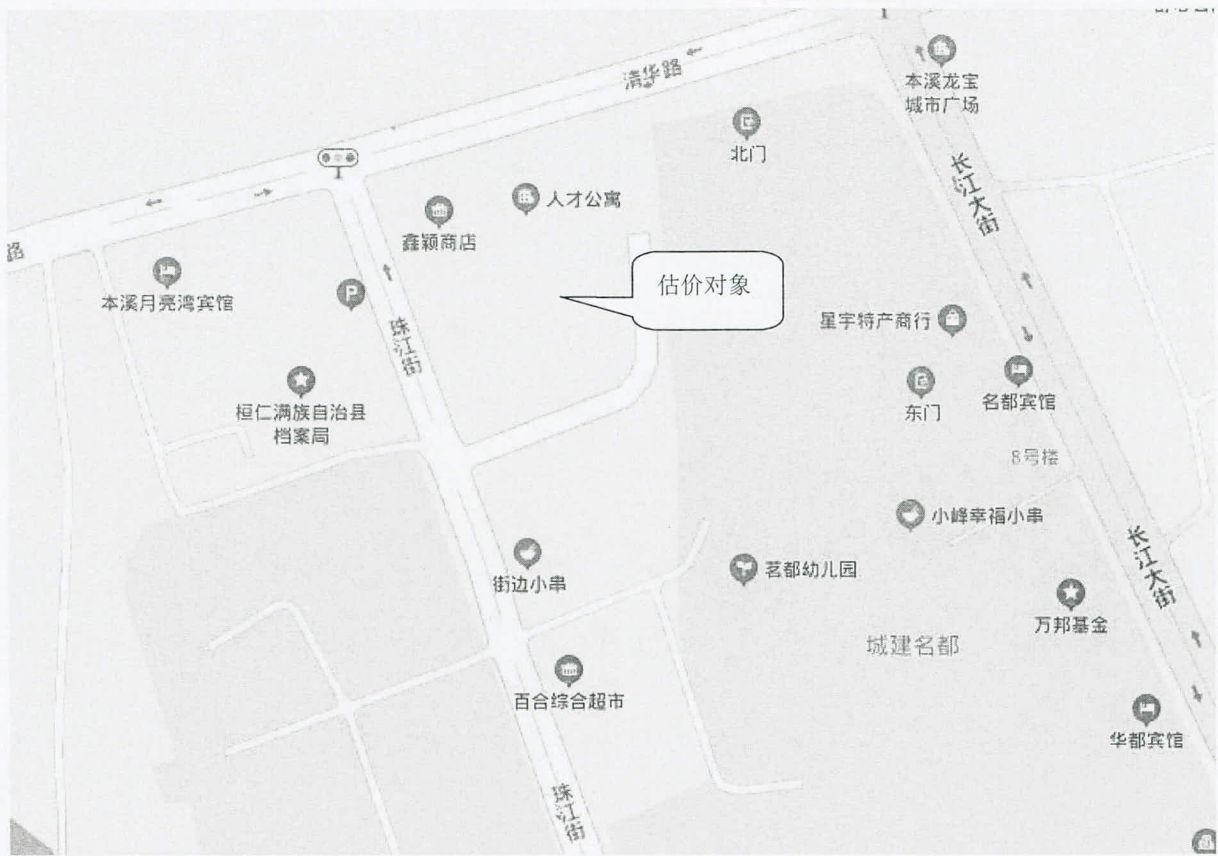 清华路
本溪龙宝
城市广场
北门
长江大街
人才公寓
鑫颖商店
路
估价对象
本溪月亮湾宾馆
P
珠江街
星宇特产商行
桓仁满族自治县
档案局
东门
名都宾馆
8号楼
小峰幸福小串
长江大街
街边小串
茗都幼儿园
万邦基金
城建名都
百合综合超市
华都宾馆
珠江街